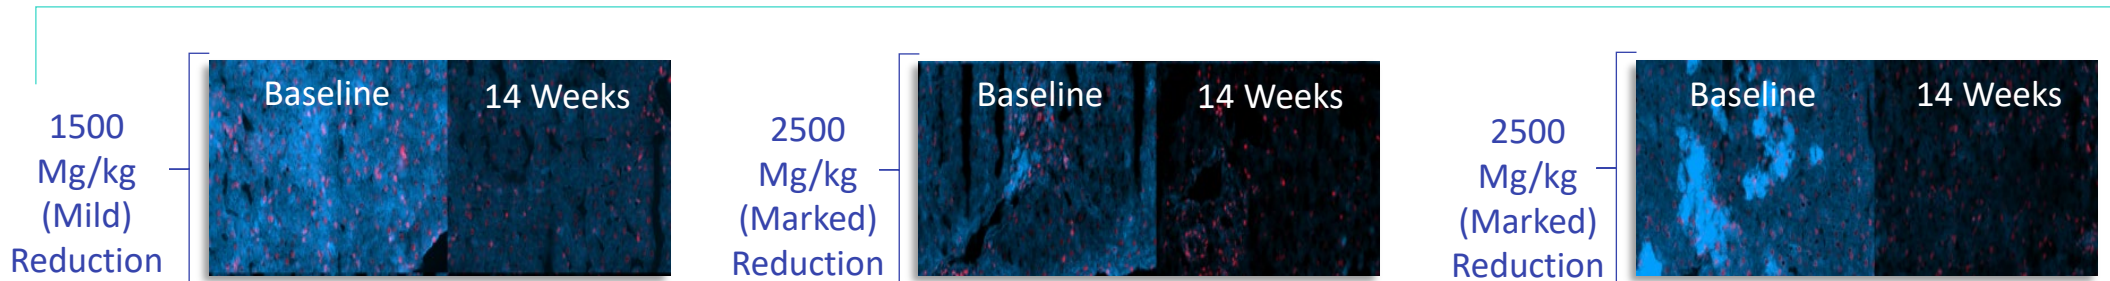 1500
Mg/kg
(Mild)
Reduction
Baseline
14 Weeks
2500
Mg/kg
(Marked)
Reduction
Baseline
14 Weeks
2500
Mg/kg
(Marked)
Reduction
Baseline
14 Weeks